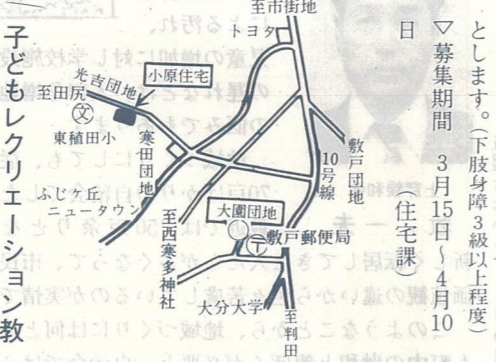 とします。(下肢身障3級以上程度)
▽募集期間　3月15日〜4月10
日　(住宅課)
至市街地
トヨタ
小原住宅
光吉団地
至田尻
文
東稙田小
寒田団地
ふじヶ丘
ニュータウン
至西寒多神社
10号線
敷戸団地
大園団地
〒敷戸郵便局
大分大学
至判田
子どもレクリエーション教